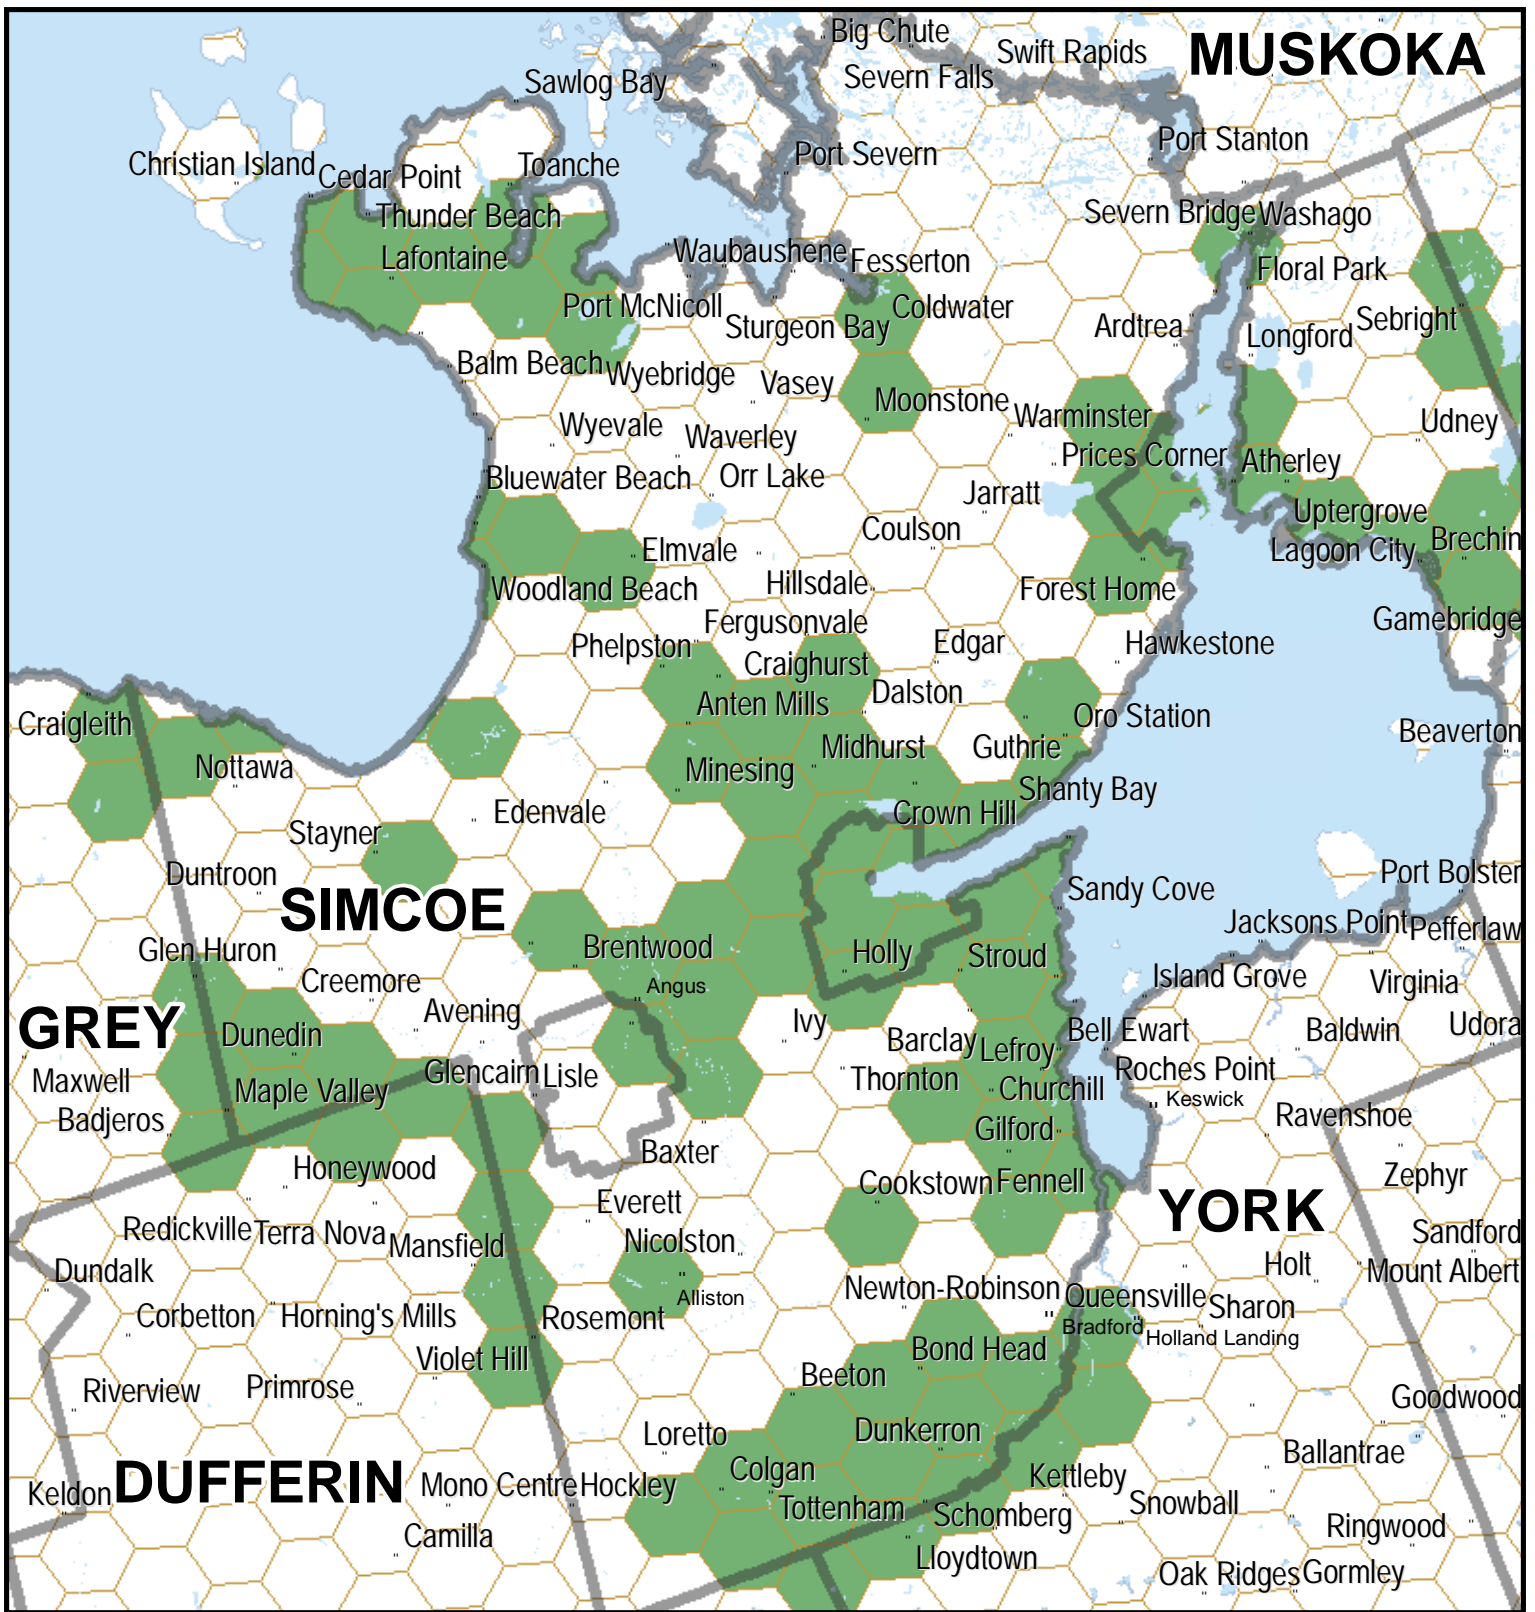 Big Chute
Swift Rapids
MUSKOKA
Severn Falls
Sawlog Bay
Port Stanton
Port Severn
Christian Island
Cedar Point
Toanche
Thunder Beach
Severn Bridge
Washago
Lafontaine
Waubaushene
Fesserton
Floral Park
Port McNicoll
Coldwater
Sturgeon Bay
Ardtrea
Longford
Sebright
Balm Beach
Wyebridge
Vasey
Moonstone
Warminster
Udney
Wyevale
Waverley
Prices Corner
Atherley
Bluewater Beach
Orr Lake
Jarratt
Uptergrove
Coulson
Brechin
Elmvale
Lagoon City
Woodland Beach
Hillsdale
Forest Home
Fergusonvale
Gamebridge
Phelpston
Edgar
Hawkestone
Craighurst
Anten Mills
Dalston
Oro Station
Craigleith
Beaverton
Midhurst
Guthrie
Nottawa
Minesing
Shanty Bay
Edenvale
Crown Hill
Stayner
Duntroon
Port Bolster
Sandy Cove
SIMCOE
Jacksons Point
Pefferlaw
Glen Huron
Brentwood
Holly
Stroud
Creemore
Angus
Island Grove
Virginia
Avening
Ivy
GREY
Dunedin
Barclay
Lefroy
Bell Ewart
Baldwin
Udora
Maxwell
Maple Valley
Glencairn
Lisle
Thornton
Churchill
Roches Point
Keswick
Badjeros
Gilford
Ravenshoe
Honeywood
Baxter
Cookstown
Fennell
Zephyr
Everett
YORK
Redickville
Terra Nova
Mansfield
Nicolston
Sandford
Dundalk
Holt
Mount Albert
Newton-Robinson
Queensville
Alliston
Corbetton
Horning's Mills
Rosemont
Sharon
Bradford
Holland Landing
Violet Hill
Bond Head
Beeton
Riverview
Primrose
Goodwood
Loretto
Dunkerron
Ballantrae
Colgan
Keldon
DUFFERIN
Mono Centre
Hockley
Kettleby
Tottenham
Schomberg
Snowball
Camilla
Ringwood
Lloydtown
Oak Ridges
Gormley